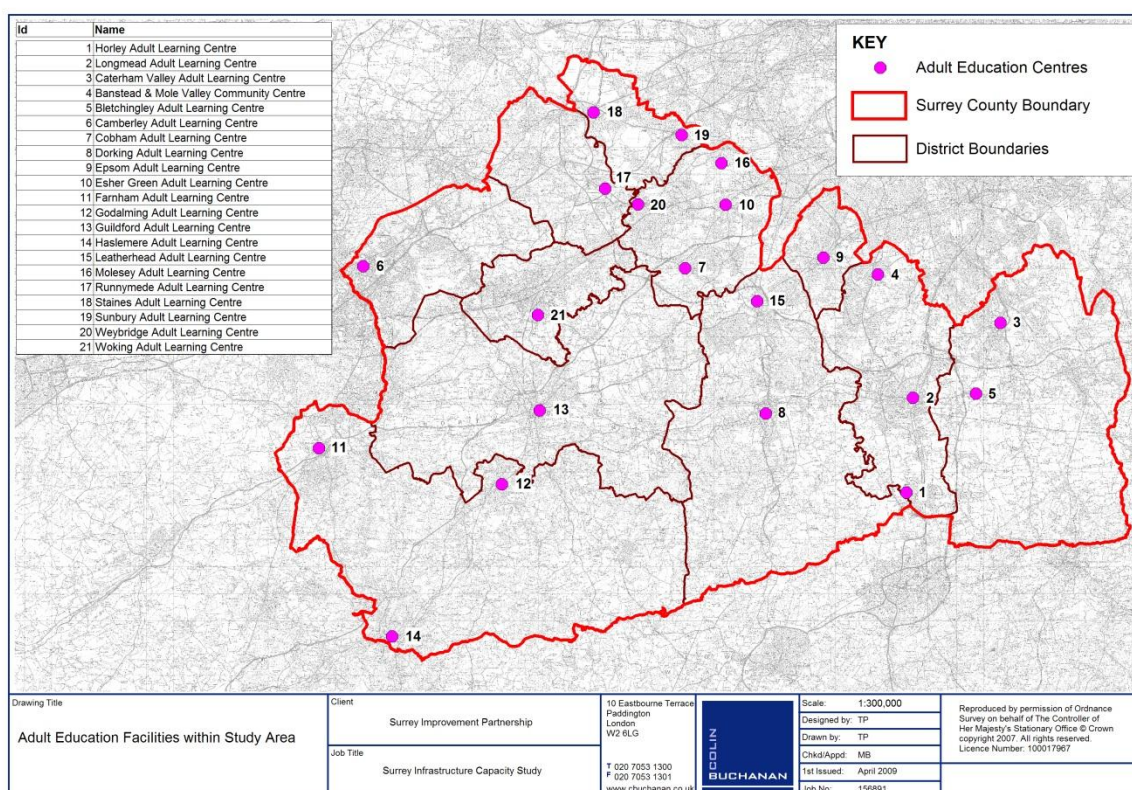 Id Name
1 Horley Adult Learning Centre
2 Longmead Adult Learning Centre
3 Caterham Valley Adult Learning Centre
4 Banstead & Mole Valley Community Centre
5 Bletchingley Adult Learning Centre
6 Camberley Adult Learning Centre
7 Cobham Adult Learning Centre
8 Dorking Adult Learning Centre
9 Epsom Adult Learning Centre
10 Esher Green Adult Learning Centre
11 Farnham Adult Learning Centre
12 Godalming Adult Learning Centre
13 Guildford Adult Learning Centre
14 Haslemere Adult Learning Centre
15 Leatherhead Adult Learning Centre
16 Molesey Adult Learning Centre
17 Runnymede Adult Learning Centre
18 Staines Adult Learning Centre
19 Sunbury Adult Learning Centre
20 Weybridge Adult Learning Centre
21 Woking Adult Learning Centre
KEY
Adult Education Centres
Surrey County Boundary
District Boundaries
18
19
16
17
20
10
9
6
7
4
15
21
3
5
2
13
8
11
12
1
14
Drawing Title
Adult Education Facilities within Study Area
Client
Surrey Improvement Partnership
Job Title
Surrey Infrastructure Capacity Study
10 Eastbourne Terrace
Paddington
London
W2 6LG
T 020 7053 1300
F 020 7053 1301
www.cbuchanan.co.uk
COLIN
BUCHANAN
Scale: 1:300,000
Designed by: TP
Drawn by: TP
Chkd/Appd: MB
1st Issued: April 2009
Job No: 156891
Reproduced by permission of Ordnance
Survey on behalf of The Controller of
Her Majesty's Stationary Office © Crown
copyright 2007. All rights reserved.
Licence Number: 100017967